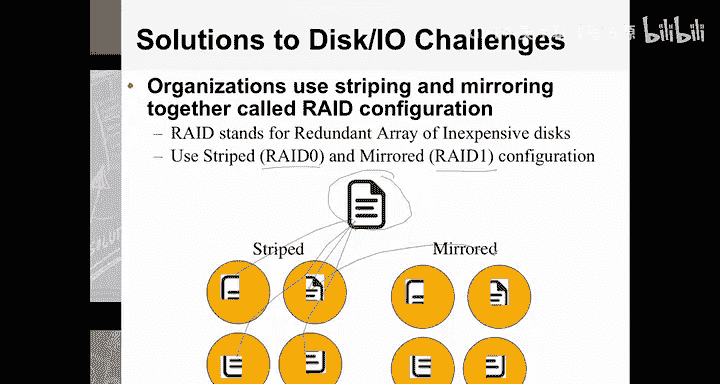 Solutions to Disk/IO Challenges
bilibili
• Organizations use striping and mirroring
together called RAID configuration
– RAID stands for Redundant Array of Inexpensive disks
– Use Striped (RAID0) and Mirrored (RAID1) configuration
Striped
Mirrored